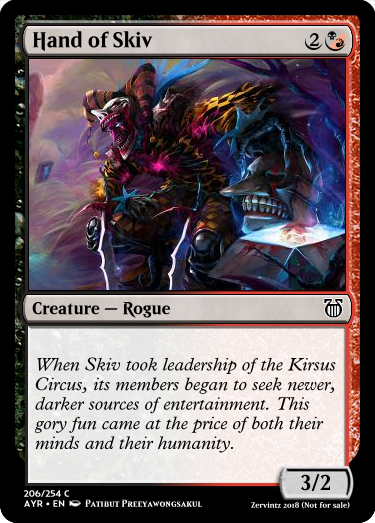 Hand of Skiv 2
Creature — Rogue
When Skiv took leadership of the Kirsus
Circus, its members began to seek newer,
darker sources of entertainment. This
gory fun came at the price of both their
minds and their humanity.
3/2
206/254 C
AYR • EN Patibut Preeyawongsakul
Zervintz 2018 (Not for sale)